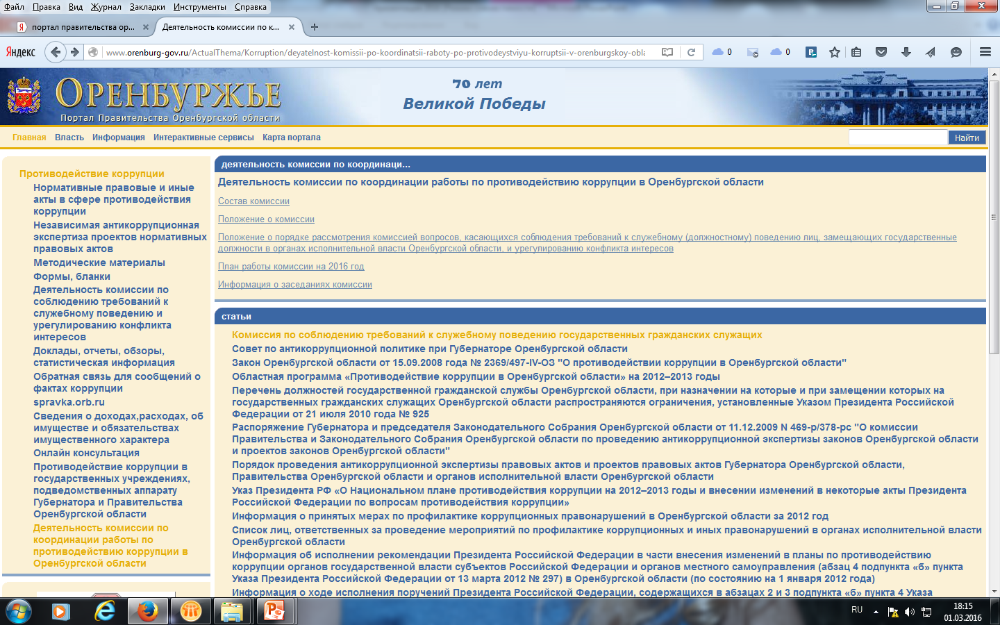 Файл Правка Вид Журнал Закладки Инструменты Справка
портал правительства ор...
Деятельность комиссии по к...
Яндекс
www.orenburg-gov.ru/ActualThema/Korruption/deyatelnost-komissii-po-koordinatsii-raboty-po-protivodeystviyu-korruptsii-v-orenburgskoy-obla
0
0
ОРЕНБУРЖЬЕ
Портал Правительства Оренбургской области
70 лет
Великой Победы
Главная Власть Информация Интерактивные сервисы Карта портала
Найти
Противодействие коррупции
Нормативные правовые и иные
акты в сфере противодействия
коррупции
Независимая антикоррупционная
экспертиза проектов нормативных
правовых актов
Методические материалы
Формы, бланки
Деятельность комиссии по
соблюдению требований к
служебному поведению и
урегулированию конфликта
интересов
Доклады, отчеты, обзоры,
статистическая информация
Обратная связь для сообщений о
фактах коррупции
spravka.orb.ru
Сведения о доходах,расходах, об
имуществе и обязательствах
имущественного характера
Онлайн консультация
Противодействие коррупции в
государственных учреждениях,
подведомственных аппарату
Губернатора и Правительства
Оренбургской области
Деятельность комиссии по
координации работы по
противодействию коррупции в
Оренбургской области
деятельность комиссии по координаци...
Деятельность комиссии по координации работы по противодействию коррупции в Оренбургской области
Состав комиссии
Положение о комиссии
Положение о порядке рассмотрения комиссией вопросов, касающихся соблюдения требований к служебному (должностному) поведению лиц, замещающих государственные
должности в органах исполнительной власти Оренбургской области, и урегулированию конфликта интересов
План работы комиссии на 2016 год
Информация о заседаниях комиссии
статьи
Комиссия по соблюдению требований к служебному поведению государственных гражданских служащих
Совет по антикоррупционной политике при Губернаторе Оренбургской области
Закон Оренбургской области от 15.09.2008 года № 2369/497-IV-ОЗ "О противодействии коррупции в Оренбургской области"
Областная программа «Противодействие коррупции в Оренбургской области» на 2012–2013 годы
Перечень должностей государственной гражданской службы Оренбургской области, при назначении на которые и при замещении которых на
государственных гражданских служащих Оренбургской области распространяются ограничения, установленные Указом Президента Российской
Федерации от 21 июля 2010 года № 925
Распоряжение Губернатора и председателя Законодательного Собрания Оренбургской области от 11.12.2009 N 469-р/378-рс "О комиссии
Правительства и Законодательного Собрания Оренбургской области по проведению антикоррупционной экспертизы законов Оренбургской области
и проектов законов Оренбургской области"
Порядок проведения антикоррупционной экспертизы правовых актов и проектов правовых актов Губернатора Оренбургской области,
Правительства Оренбургской области и органов исполнительной власти Оренбургской области
Указ Президента РФ «О Национальном плане противодействия коррупции на 2012–2013 годы и внесении изменений в некоторые акты Президента
Российской Федерации по вопросам противодействия коррупции»
Информация о принятых мерах по профилактике коррупционных правонарушений в Оренбургской области за 2012 год
Список лиц, ответственных за проведение мероприятий по профилактике коррупционных и иных правонарушений в органах исполнительной власти
Оренбургской области
Информация об исполнении рекомендации Президента Российской Федерации в части внесения изменений в планы по противодействию
коррупции органов государственной власти субъектов Российской Федерации и органов местного самоуправления (абзац 4 подпункта «б» пункта
Указа Президента Российской Федерации от 13 марта 2012 № 297) в Оренбургской области (по состоянию на 1 января 2012 года)
Информация о ходе исполнения поручений Президента Российской Федерации, содержащихся в абзацах 2 и 3 подпункта «б» пункта 4 Указа
RU
18:15
01.03.2016